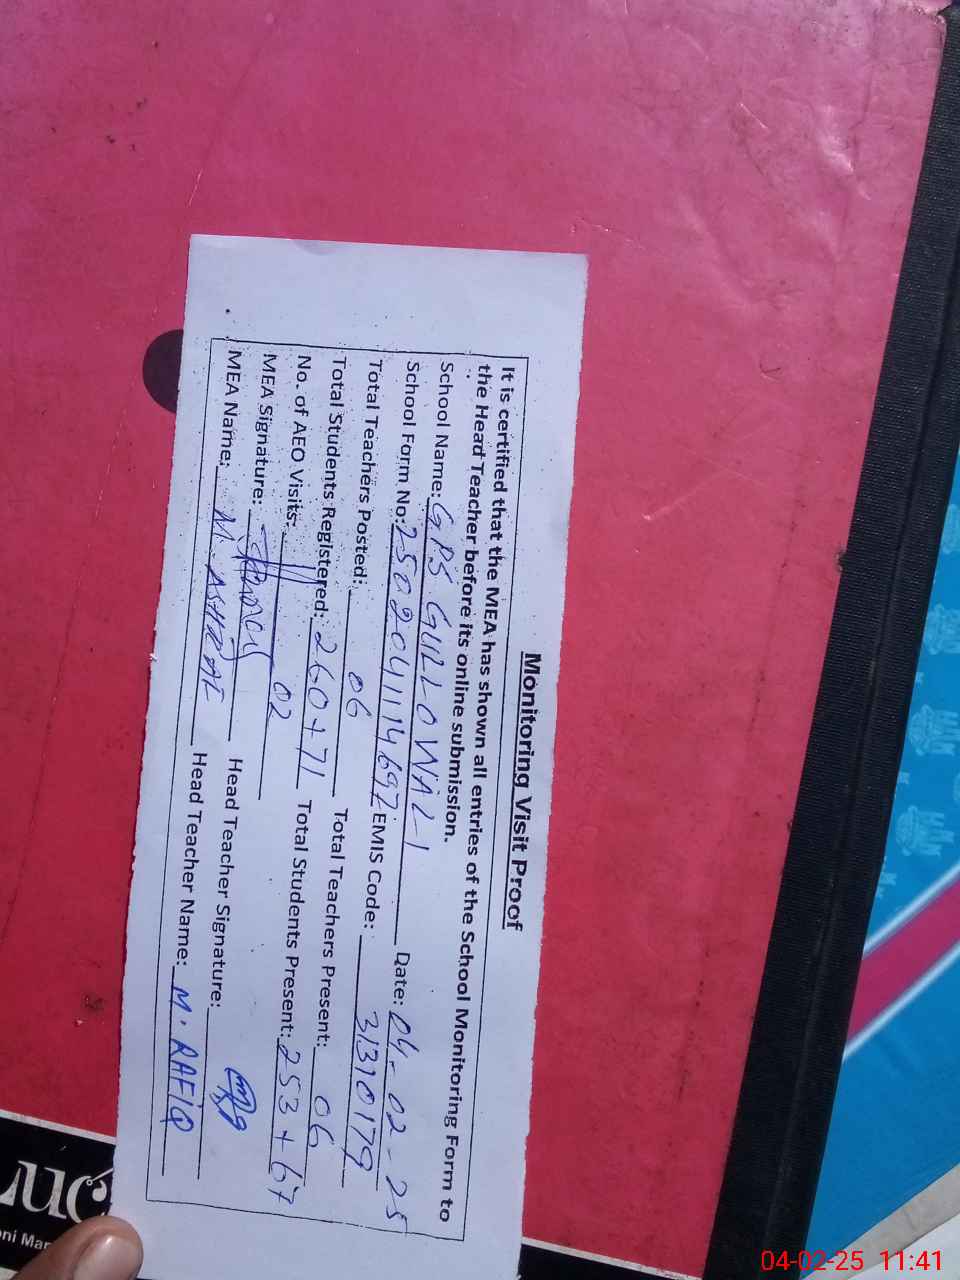 Monitoring Visit Proof
It is certified that the MEA has shown all entries of the School Monitoring Form to
the Head Teacher before its online submission.
School Name: GPS GULLOWALI Date: 04-02-25
School Form No: 2502041114697 EMIS Code: 31310179
Total Teachers Posted: 06 Total Teachers Present: 06
Total Students Registered: 260+71 Total Students Present: 253+67
No. of AEO Visits: 02
MEA Signature: Head Teacher Signature:
MEA Name: M. ASHRAF Head Teacher Name: M. RAFIQ
04-02-25 11:41